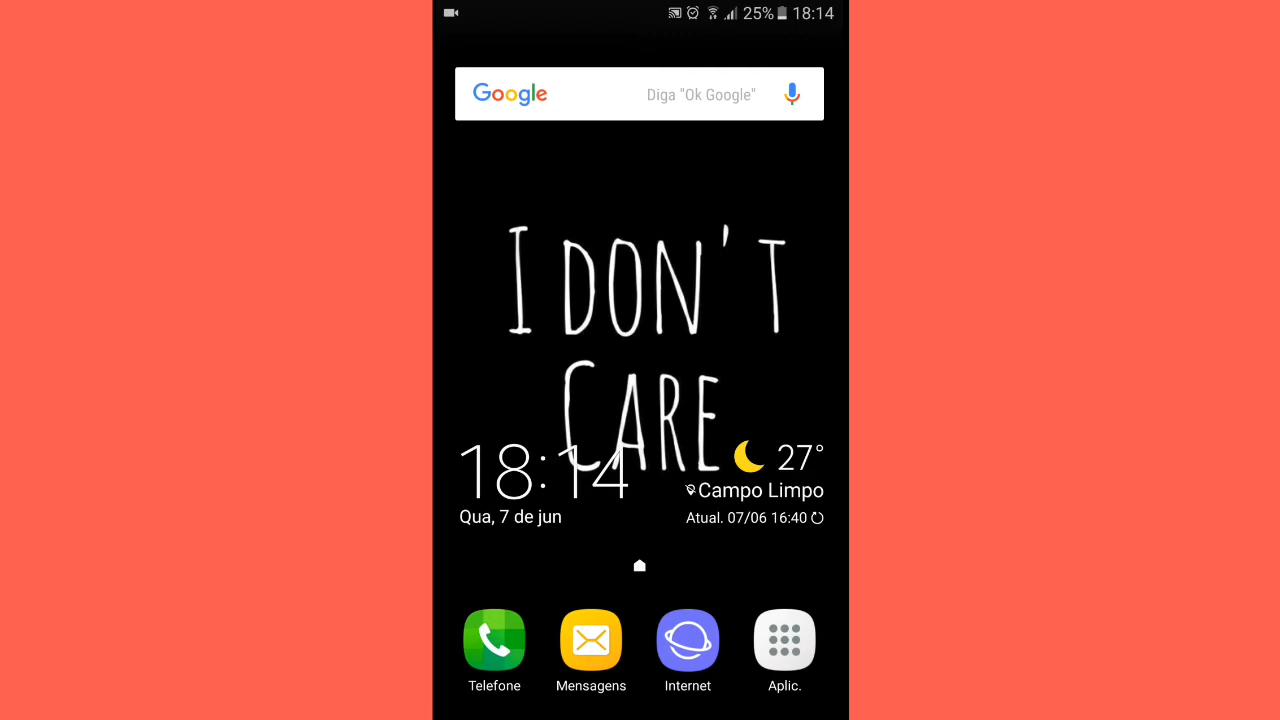 25% 18:14
Google Diga "Ok Google"
I DON'T
CARE
18:14
27°
Campo Limpo
Qua, 7 de jun
Atual. 07/06 16:40
Telefone Mensagens Internet Aplic.